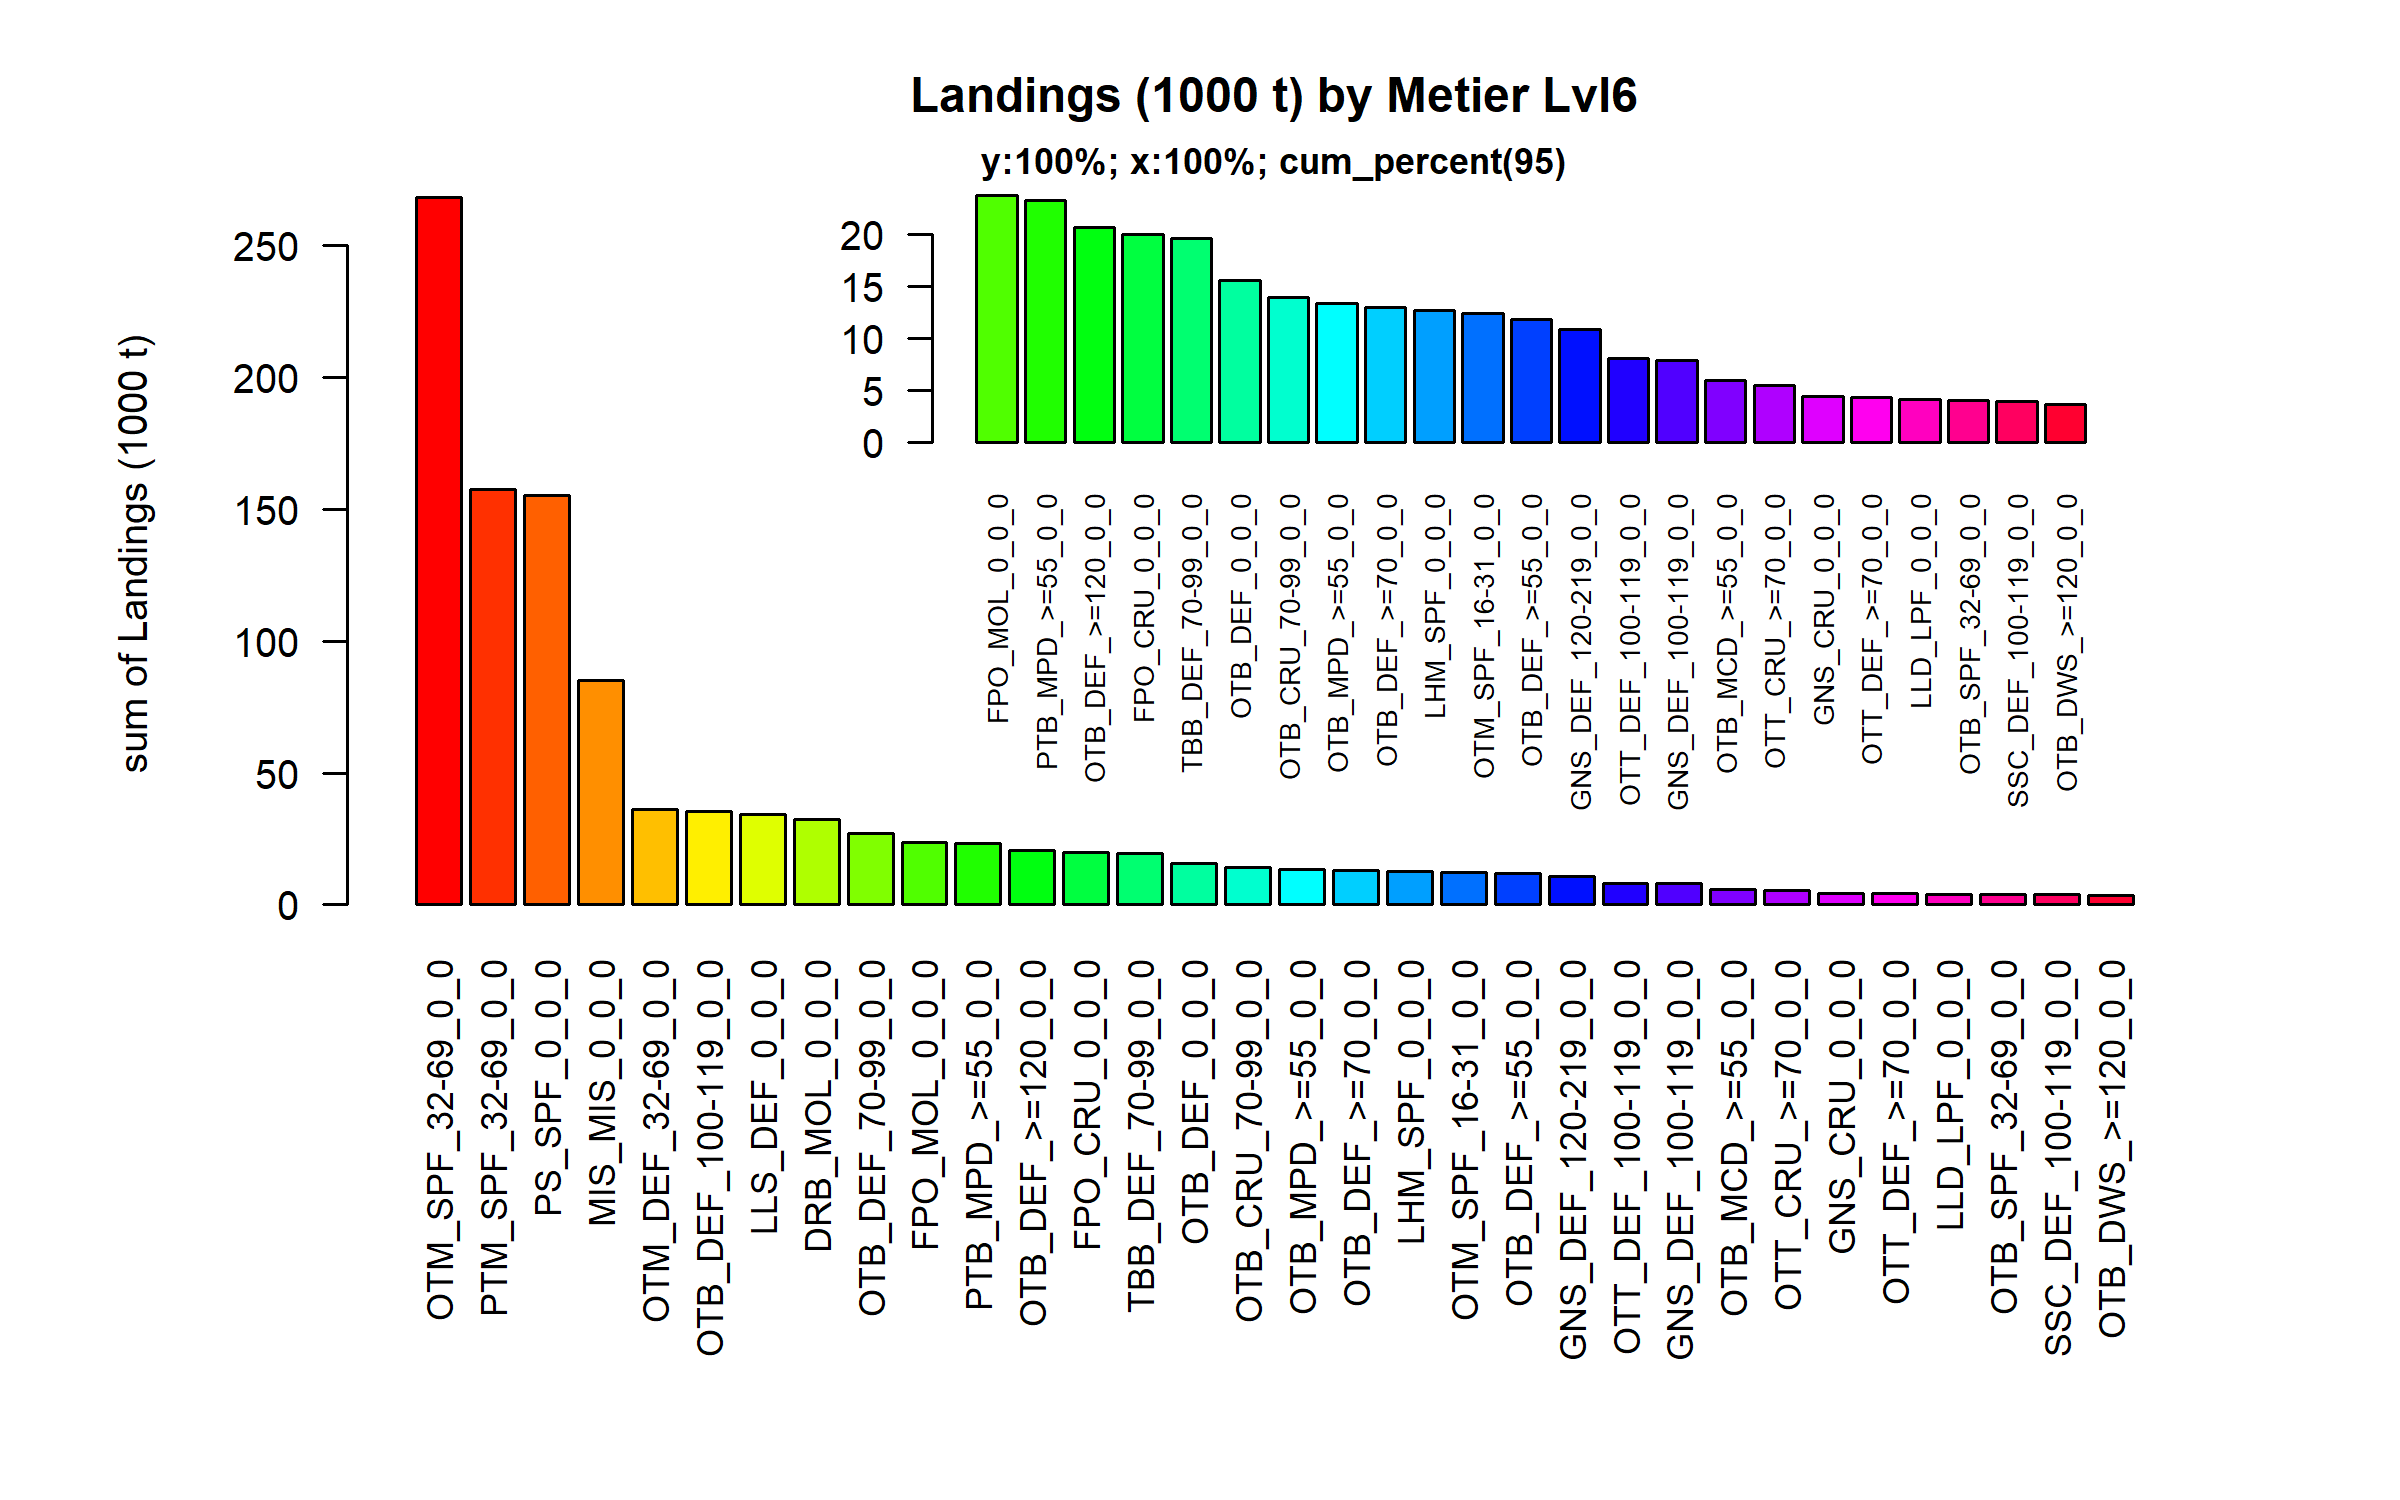 Landings (1000 t) by Metier Lvl6
y:100%; x:100%; cum_percent(95)
sum of Landings (1000 t)
250
200
150
100
50
0
20
15
10
5
0
FPO_MOL_0_0_0
PTB_MPD_>=55_0_0
OTB_DEF_>=120_0_0
FPO_CRU_0_0_0
TBB_DEF_70-99_0_0
OTB_DEF_0_0_0
OTB_CRU_70-99_0_0
OTB_MPD_>=55_0_0
OTB_DEF_>=70_0_0
LHM_SPF_0_0_0
OTM_SPF_16-31_0_0
OTB_DEF_>=55_0_0
GNS_DEF_120-219_0_0
OTT_DEF_100-119_0_0
GNS_DEF_100-119_0_0
OTB_MCD_>=55_0_0
OTT_CRU_>=70_0_0
GNS_CRU_0_0_0
OTT_DEF_>=70_0_0
LLD_LPF_0_0_0
OTB_SPF_32-69_0_0
SSC_DEF_100-119_0_0
OTB_DWS_>=120_0_0
OTM_SPF_32-69_0_0
PTM_SPF_32-69_0_0
PS_SPF_0_0_0
MIS_MIS_0_0_0
OTM_DEF_32-69_0_0
OTB_DEF_100-119_0_0
LLS_DEF_0_0_0
DRB_MOL_0_0_0
OTB_DEF_70-99_0_0
FPO_MOL_0_0_0
PTB_MPD_>=55_0_0
OTB_DEF_>=120_0_0
FPO_CRU_0_0_0
TBB_DEF_70-99_0_0
OTB_DEF_0_0_0
OTB_CRU_70-99_0_0
OTB_MPD_>=55_0_0
OTB_DEF_>=70_0_0
LHM_SPF_0_0_0
OTM_SPF_16-31_0_0
OTB_DEF_>=55_0_0
GNS_DEF_120-219_0_0
OTT_DEF_100-119_0_0
GNS_DEF_100-119_0_0
OTB_MCD_>=55_0_0
OTT_CRU_>=70_0_0
GNS_CRU_0_0_0
OTT_DEF_>=70_0_0
LLD_LPF_0_0_0
OTB_SPF_32-69_0_0
SSC_DEF_100-119_0_0
OTB_DWS_>=120_0_0